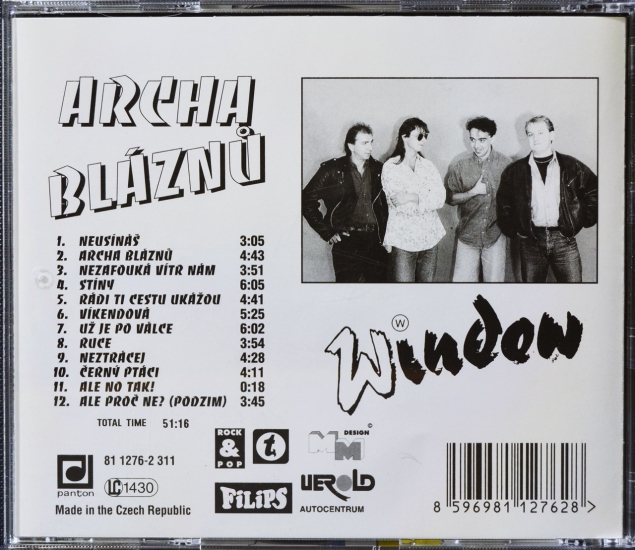 ARCHA
BLÁZNŮ
1. NEUSÍNÁŠ 3:05
2. ARCHA BLÁZNŮ 4:43
3. NEZAFOUKÁ VÍTR NÁM 3:51
4. STÍNY 6:05
5. RÁDI TI CESTU UKÁŽOU 4:41
6. VÍKENDOVÁ 5:25
7. UŽ JE PO VÁLCE 6:02
8. RUCE 3:54
9. NEZTRÁCEJ 4:28
10. ČERNÝ PTÁCI 4:11
11. ALE NO TAK! 0:18
12. ALE PROČ NE? (PODZIM) 3:45
TOTAL TIME 51:16
W
Window
panton
81 1276-2 311
LC 1430
Made in the Czech Republic
ROCK
&
POP
t.
FiLiPS
MM DESIGN ©
UEROLD
AUTOCENTRUM
8 596981 127628 >